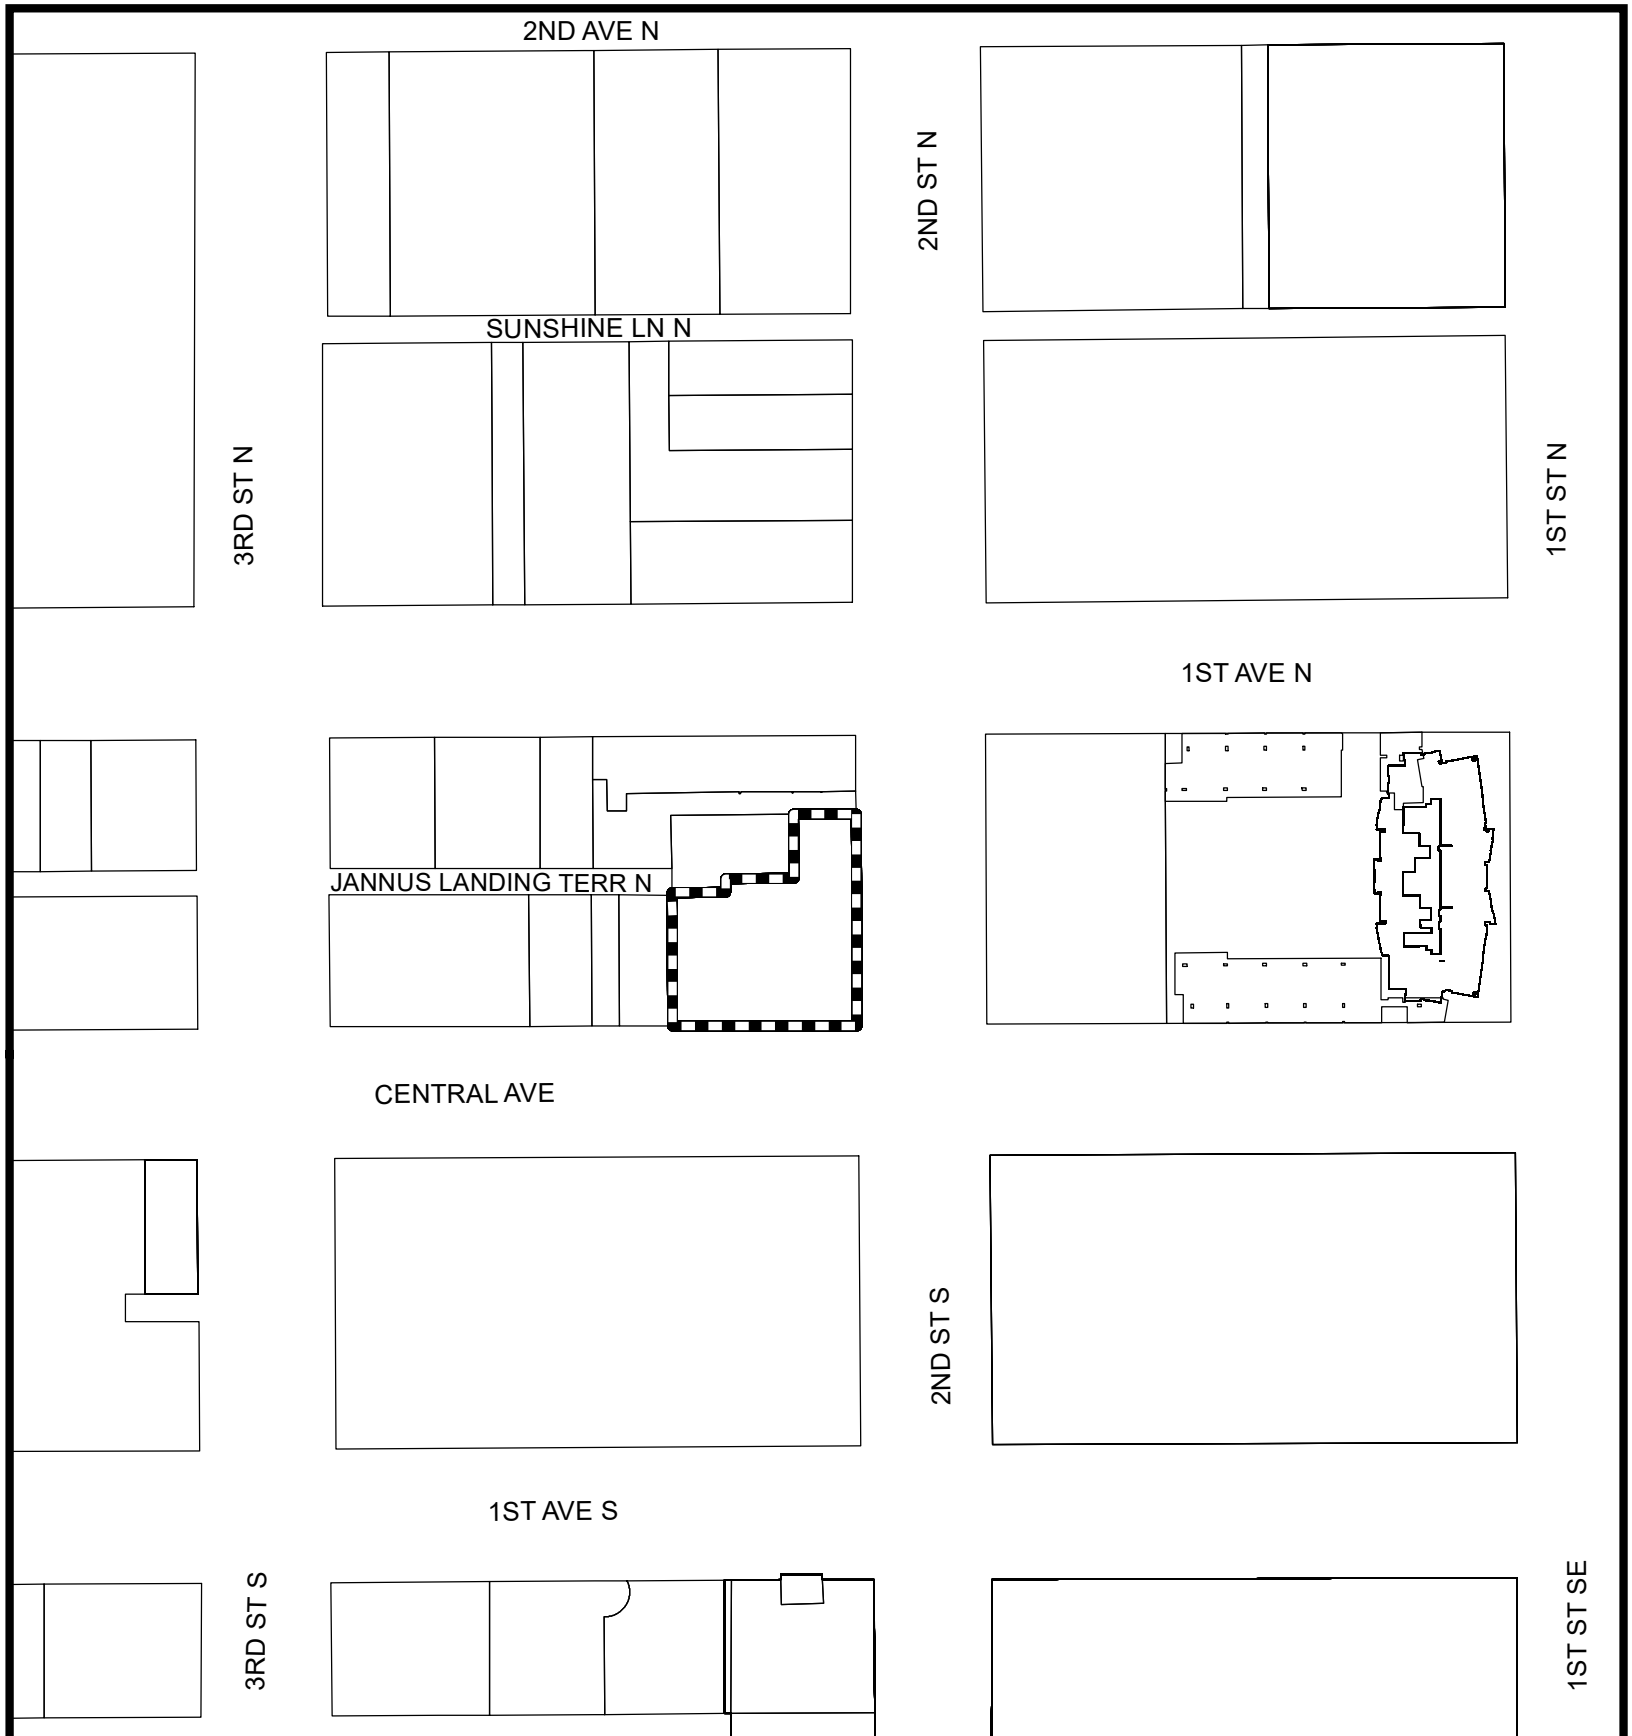 2ND AVE N
2ND ST N
SUNSHINE LN N
3RD ST N
1ST ST N
1ST AVE N
JANNUS LANDING TERR N
CENTRAL AVE
2ND ST S
1ST AVE S
3RD ST S
1ST ST SE